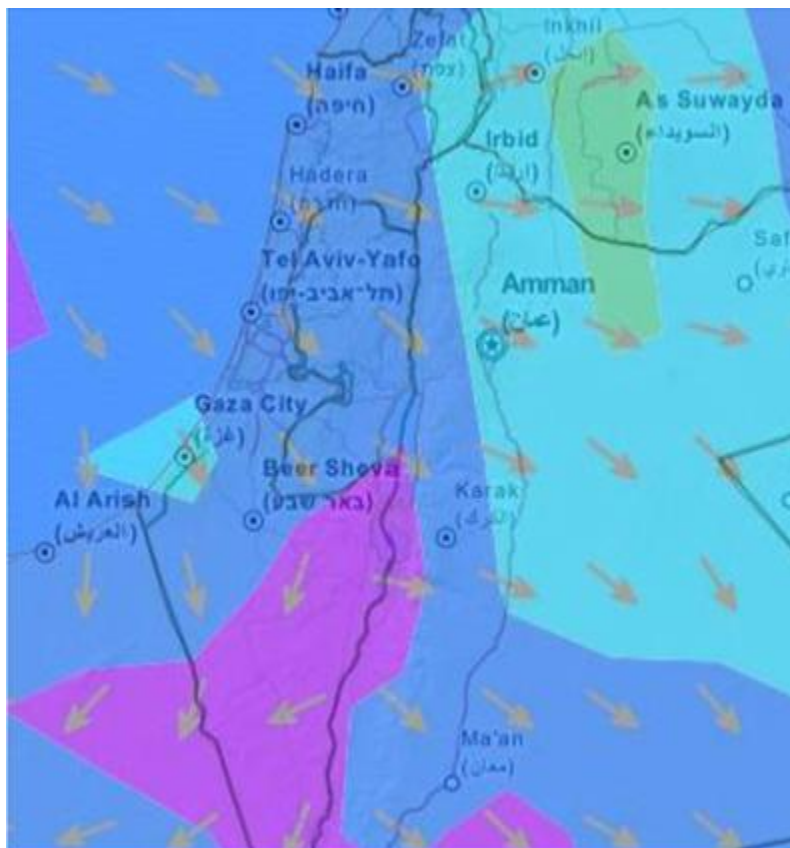 Zefat
(צפת)
Inkhil
(انخل)
Haifa
(חיפה)
As Suwayda
(السويداء)
Irbid
(اربد)
Hadera
(חדרה)
Tel Aviv-Yafo
(תל־אביב-יפו)
Saf
Amman
(عمان)
Gaza City
(غزة)
Beer Sheva
(באר שבע)
Al Arish
(العريش)
Karak
(الكرك)
Ma'an
(معان)